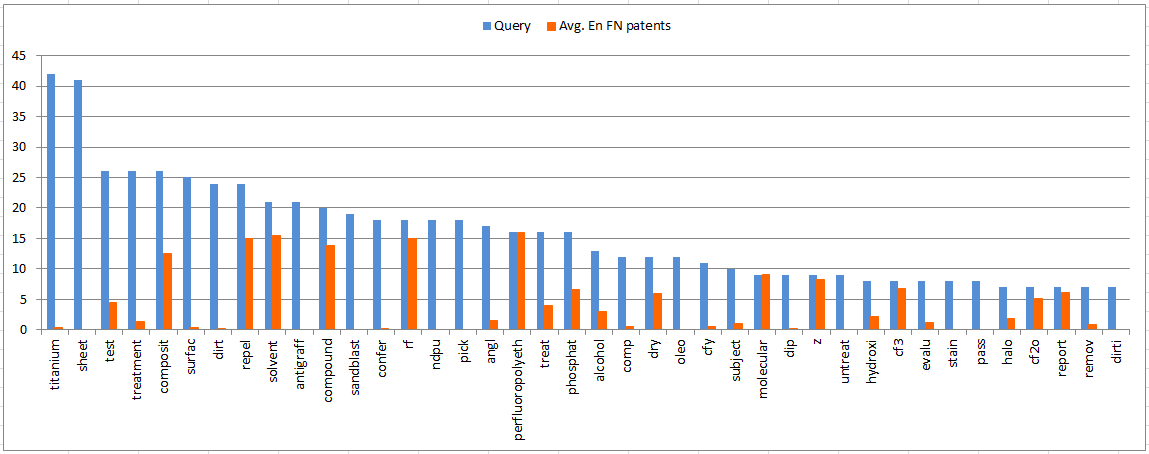 Query Avg. En FN patents
45
40
35
30
25
20
15
10
5
0
titanium
sheet
test
treatment
composit
surfac
dirt
repel
solvent
antigraff
compound
sandblast
confer
rf
ndpu
pick
angl
perfluoropolyeth
treat
phosphat
alcohol
comp
dry
oleo
cfy
subject
molecular
dip
z
untreat
hydroxi
cf3
evalu
stain
pass
halo
cf2o
report
remov
dirti